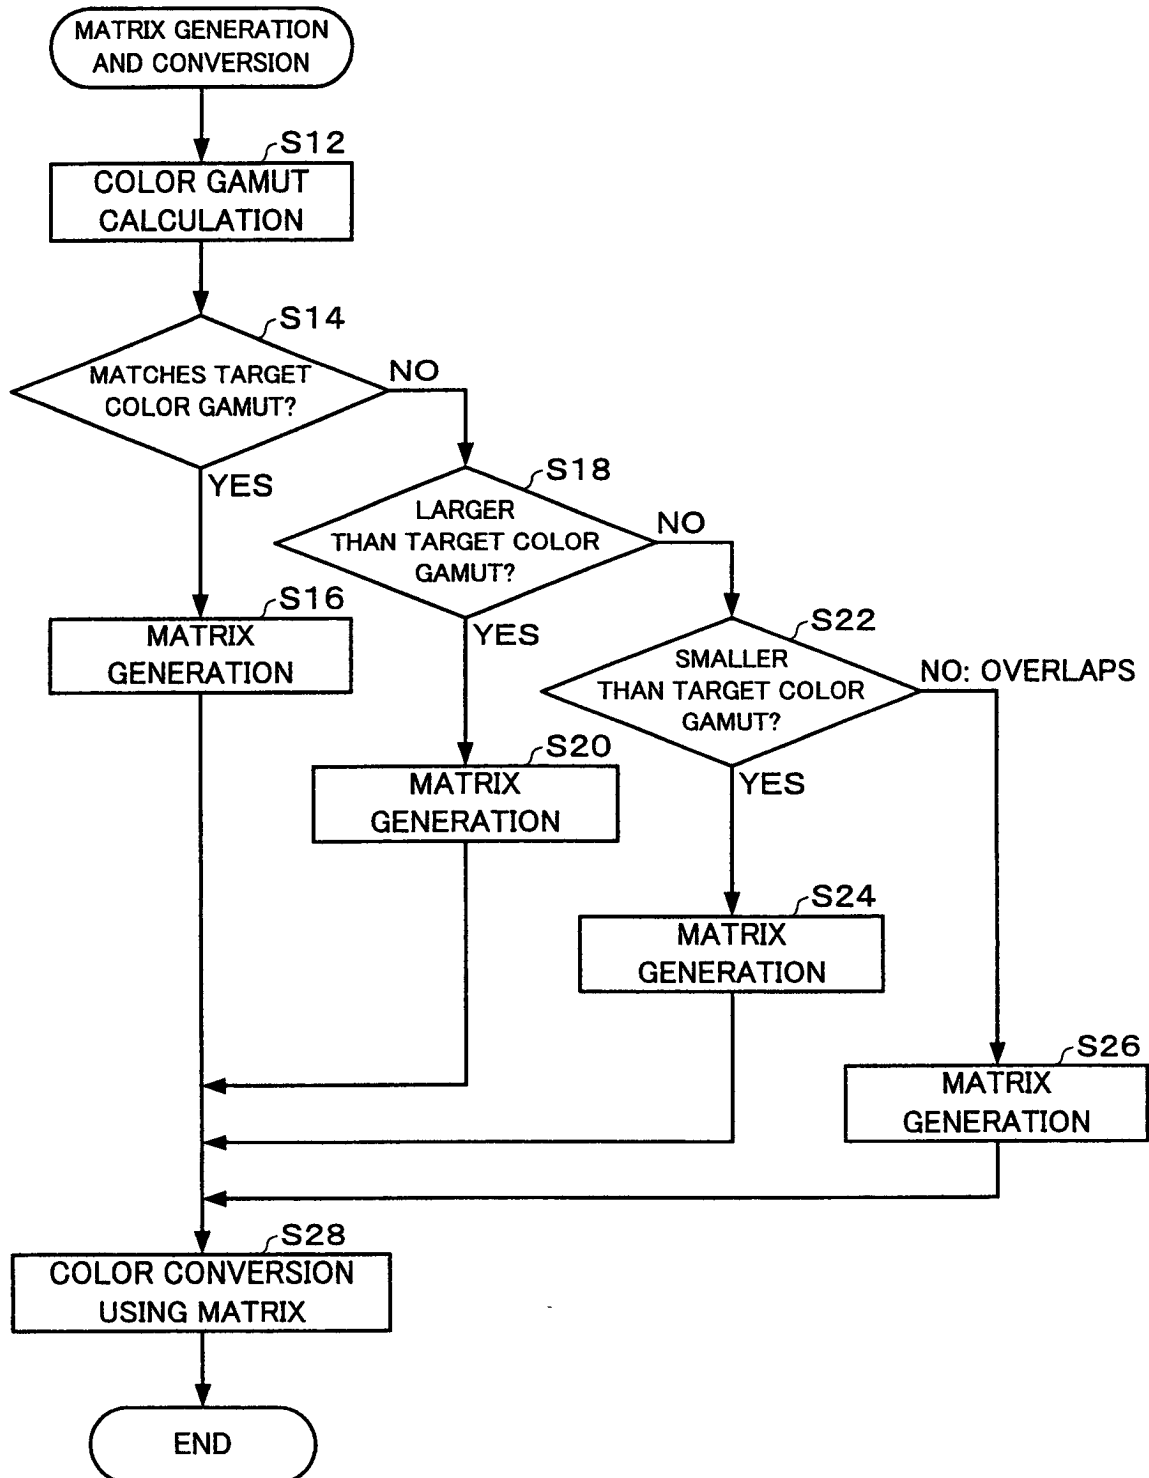 MATRIX GENERATION
AND CONVERSION
S12
COLOR GAMUT
CALCULATION
S14
MATCHES TARGET
COLOR GAMUT?
NO
YES
S18
LARGER
THAN TARGET COLOR
GAMUT?
NO
YES
S16
MATRIX
GENERATION
S22
SMALLER
THAN TARGET COLOR
GAMUT?
NO: OVERLAPS
YES
S20
MATRIX
GENERATION
S24
MATRIX
GENERATION
S26
MATRIX
GENERATION
S28
COLOR CONVERSION
USING MATRIX
END